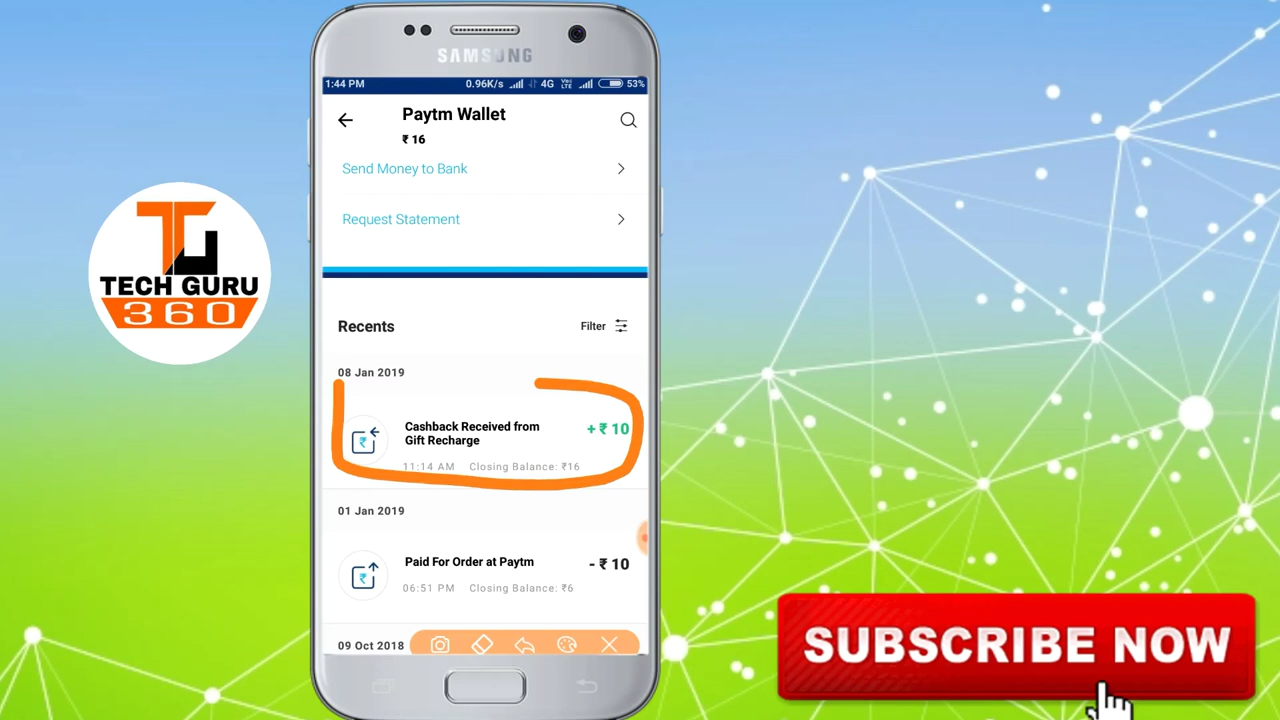 SAMSUNG
1:44 PM 0.96K/s 4G VoLTE 53%
Paytm Wallet
₹ 16
Send Money to Bank
Request Statement
TECH GURU
360
Recents
Filter
08 Jan 2019
Cashback Received from
Gift Recharge
+ ₹ 10
11:14 AM Closing Balance: ₹16
01 Jan 2019
Paid For Order at Paytm
- ₹ 10
06:51 PM Closing Balance: ₹6
09 Oct 2018
SUBSCRIBE NOW